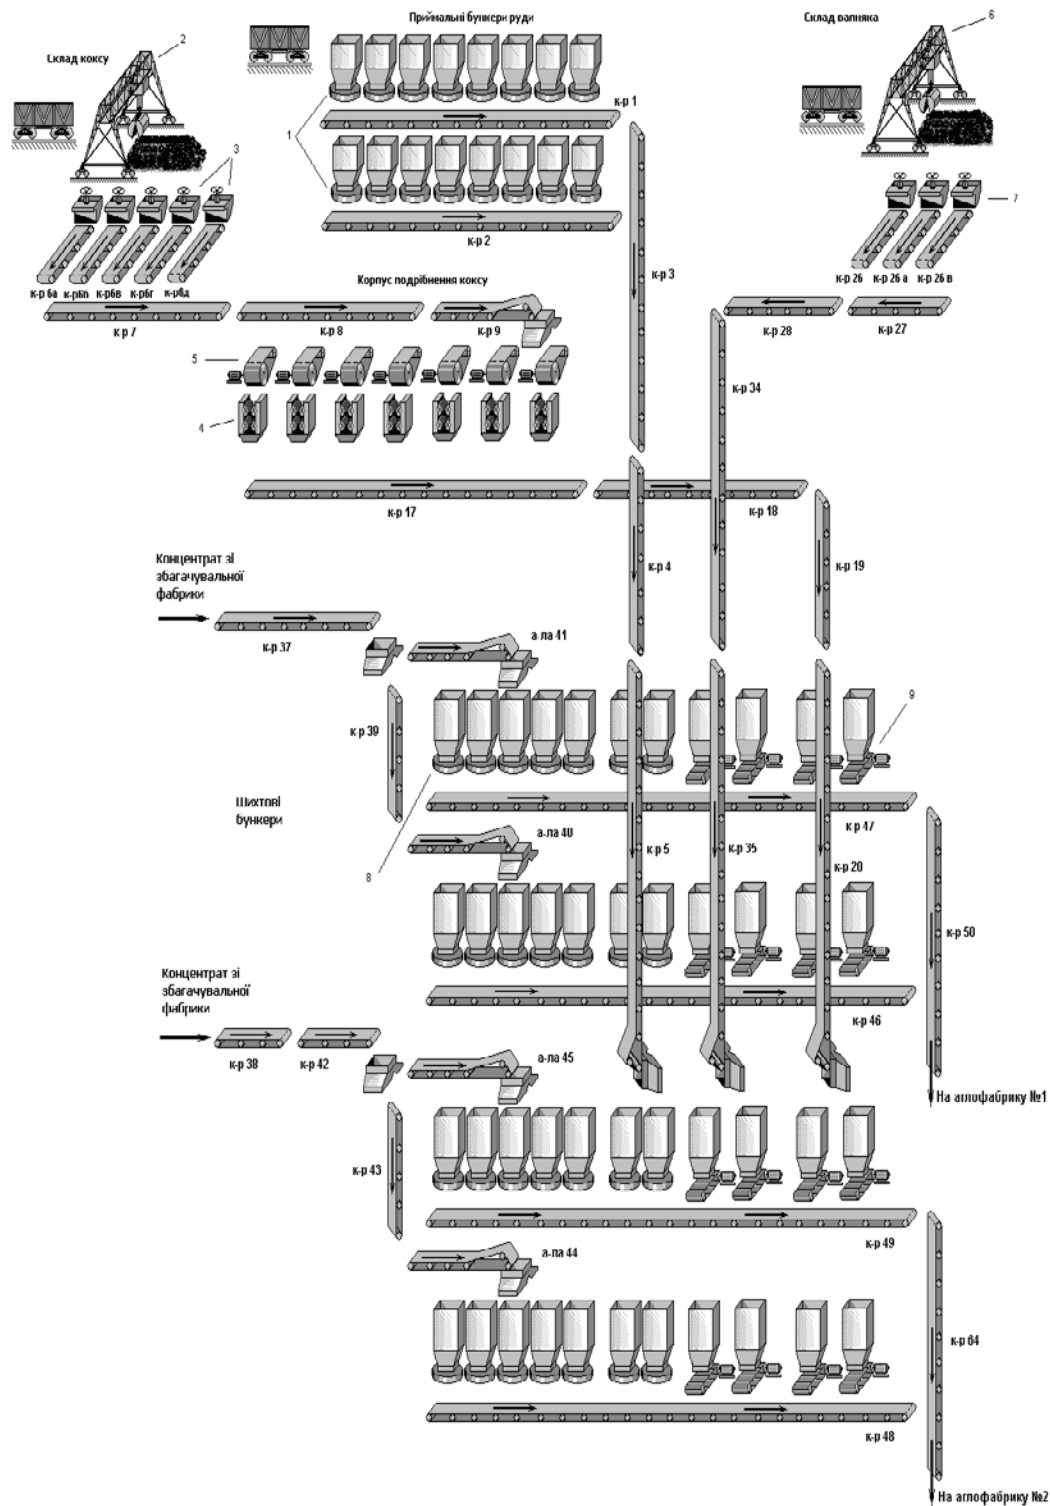 Приймальні бункери руди
Склад вапняка
6
2
Склад коксу
к-р 1
1
3
7
к-р 2
к-р 3
к-р 6а
к-р6б
к-р6в
к-р6г
к-р6д
к-р 26
к-р 26 а
к-р 26 в
Корпус подрібнення коксу
к р 7
к-р 8
к-р 9
к-р 28
к-р 27
5
к-р 34
4
к-р 17
к-р 18
Концентрат зі
збагачувальної
фабрики
к-р 4
к-р 19
к-р 37
а-ла 41
к р 39
9
Шихтові
бункери
к р 47
а-ла 40
к р 5
к-р 35
к-р 20
8
к-р 50
Концентрат зі
збагачувальної
фабрики
к-р 46
к-р 38
к-р 42
а-ла 45
На аглофабрику №1
к-р 43
к-р 49
а-ла 44
к-р 64
к-р 48
На аглофабрику №2